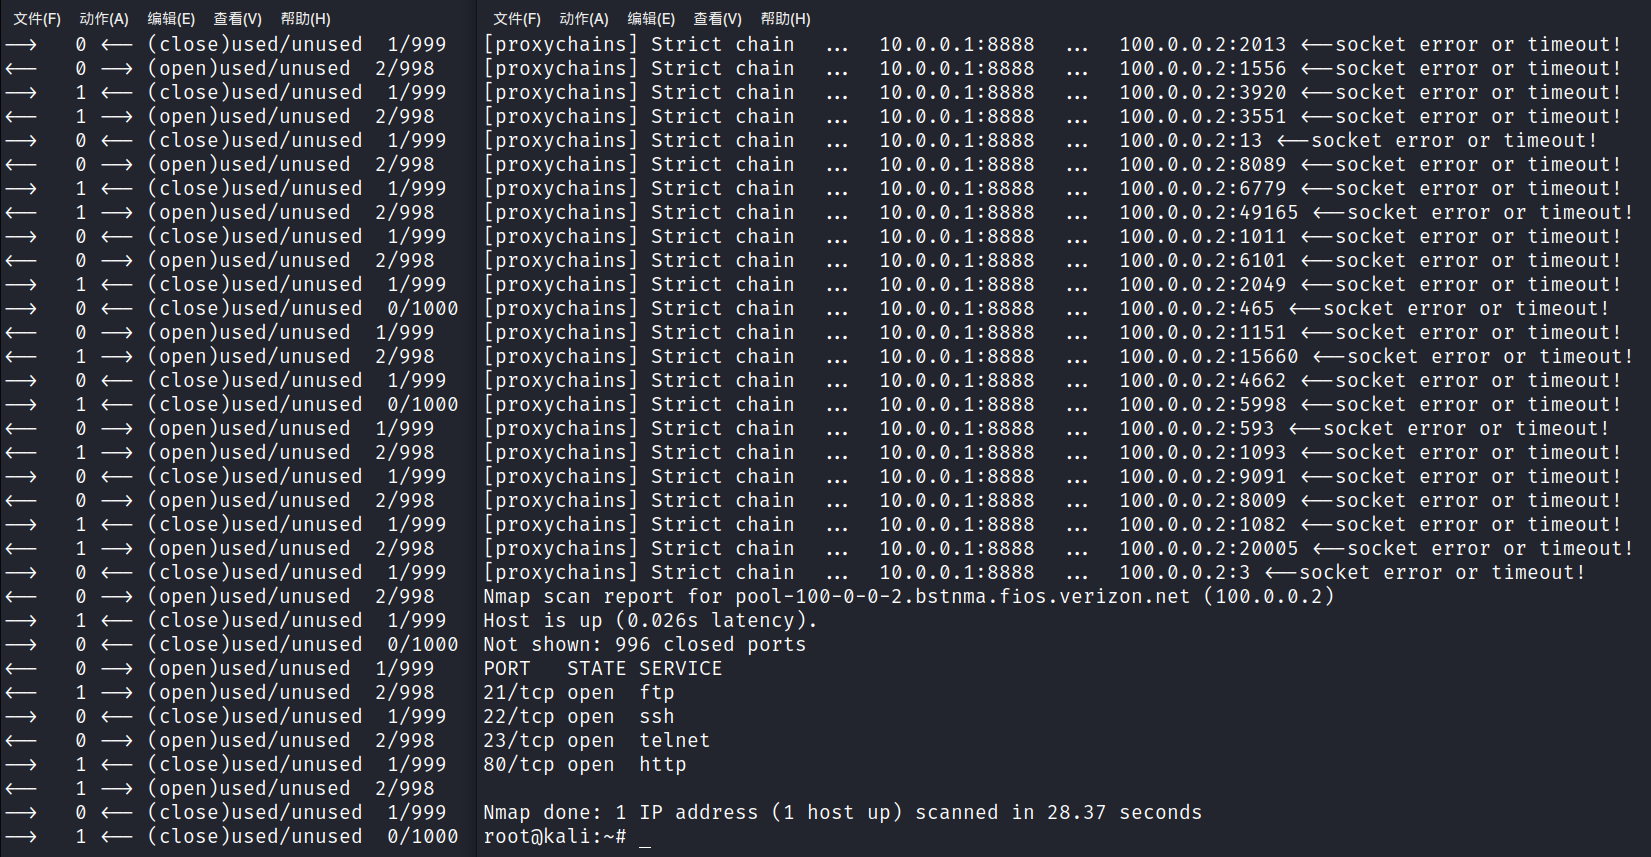 文件(F) 动作(A) 编辑(E) 查看(V) 帮助(H)
--> 0 <-- (close)used/unused 1/999
<-- 0 --> (open)used/unused 2/998
--> 1 <-- (close)used/unused 1/999
<-- 1 --> (open)used/unused 2/998
--> 0 <-- (close)used/unused 1/999
<-- 0 --> (open)used/unused 2/998
--> 1 <-- (close)used/unused 1/999
<-- 1 --> (open)used/unused 2/998
--> 0 <-- (close)used/unused 1/999
<-- 0 --> (open)used/unused 2/998
--> 1 <-- (close)used/unused 1/999
--> 0 <-- (close)used/unused 0/1000
<-- 0 --> (open)used/unused 1/999
<-- 1 --> (open)used/unused 2/998
--> 0 <-- (close)used/unused 1/999
--> 1 <-- (close)used/unused 0/1000
<-- 0 --> (open)used/unused 1/999
<-- 1 --> (open)used/unused 2/998
--> 0 <-- (close)used/unused 1/999
<-- 0 --> (open)used/unused 2/998
--> 1 <-- (close)used/unused 1/999
<-- 1 --> (open)used/unused 2/998
--> 0 <-- (close)used/unused 1/999
<-- 0 --> (open)used/unused 2/998
--> 1 <-- (close)used/unused 1/999
--> 0 <-- (close)used/unused 0/1000
<-- 0 --> (open)used/unused 1/999
<-- 1 --> (open)used/unused 2/998
--> 0 <-- (close)used/unused 1/999
<-- 0 --> (open)used/unused 2/998
--> 1 <-- (close)used/unused 1/999
<-- 1 --> (open)used/unused 2/998
--> 0 <-- (close)used/unused 1/999
--> 1 <-- (close)used/unused 0/1000
文件(F) 动作(A) 编辑(E) 查看(V) 帮助(H)
[proxychains] Strict chain ... 10.0.0.1:8888 ... 100.0.0.2:2013 <--socket error or timeout!
[proxychains] Strict chain ... 10.0.0.1:8888 ... 100.0.0.2:1556 <--socket error or timeout!
[proxychains] Strict chain ... 10.0.0.1:8888 ... 100.0.0.2:3920 <--socket error or timeout!
[proxychains] Strict chain ... 10.0.0.1:8888 ... 100.0.0.2:3551 <--socket error or timeout!
[proxychains] Strict chain ... 10.0.0.1:8888 ... 100.0.0.2:13 <--socket error or timeout!
[proxychains] Strict chain ... 10.0.0.1:8888 ... 100.0.0.2:8089 <--socket error or timeout!
[proxychains] Strict chain ... 10.0.0.1:8888 ... 100.0.0.2:6779 <--socket error or timeout!
[proxychains] Strict chain ... 10.0.0.1:8888 ... 100.0.0.2:49165 <--socket error or timeout!
[proxychains] Strict chain ... 10.0.0.1:8888 ... 100.0.0.2:1011 <--socket error or timeout!
[proxychains] Strict chain ... 10.0.0.1:8888 ... 100.0.0.2:6101 <--socket error or timeout!
[proxychains] Strict chain ... 10.0.0.1:8888 ... 100.0.0.2:2049 <--socket error or timeout!
[proxychains] Strict chain ... 10.0.0.1:8888 ... 100.0.0.2:465 <--socket error or timeout!
[proxychains] Strict chain ... 10.0.0.1:8888 ... 100.0.0.2:1151 <--socket error or timeout!
[proxychains] Strict chain ... 10.0.0.1:8888 ... 100.0.0.2:15660 <--socket error or timeout!
[proxychains] Strict chain ... 10.0.0.1:8888 ... 100.0.0.2:4662 <--socket error or timeout!
[proxychains] Strict chain ... 10.0.0.1:8888 ... 100.0.0.2:5998 <--socket error or timeout!
[proxychains] Strict chain ... 10.0.0.1:8888 ... 100.0.0.2:593 <--socket error or timeout!
[proxychains] Strict chain ... 10.0.0.1:8888 ... 100.0.0.2:1093 <--socket error or timeout!
[proxychains] Strict chain ... 10.0.0.1:8888 ... 100.0.0.2:9091 <--socket error or timeout!
[proxychains] Strict chain ... 10.0.0.1:8888 ... 100.0.0.2:8009 <--socket error or timeout!
[proxychains] Strict chain ... 10.0.0.1:8888 ... 100.0.0.2:1082 <--socket error or timeout!
[proxychains] Strict chain ... 10.0.0.1:8888 ... 100.0.0.2:20005 <--socket error or timeout!
[proxychains] Strict chain ... 10.0.0.1:8888 ... 100.0.0.2:3 <--socket error or timeout!
Nmap scan report for pool-100-0-0-2.bstnma.fios.verizon.net (100.0.0.2)
Host is up (0.026s latency).
Not shown: 996 closed ports
PORT STATE SERVICE
21/tcp open ftp
22/tcp open ssh
23/tcp open telnet
80/tcp open http
Nmap done: 1 IP address (1 host up) scanned in 28.37 seconds
root@kali:~# _